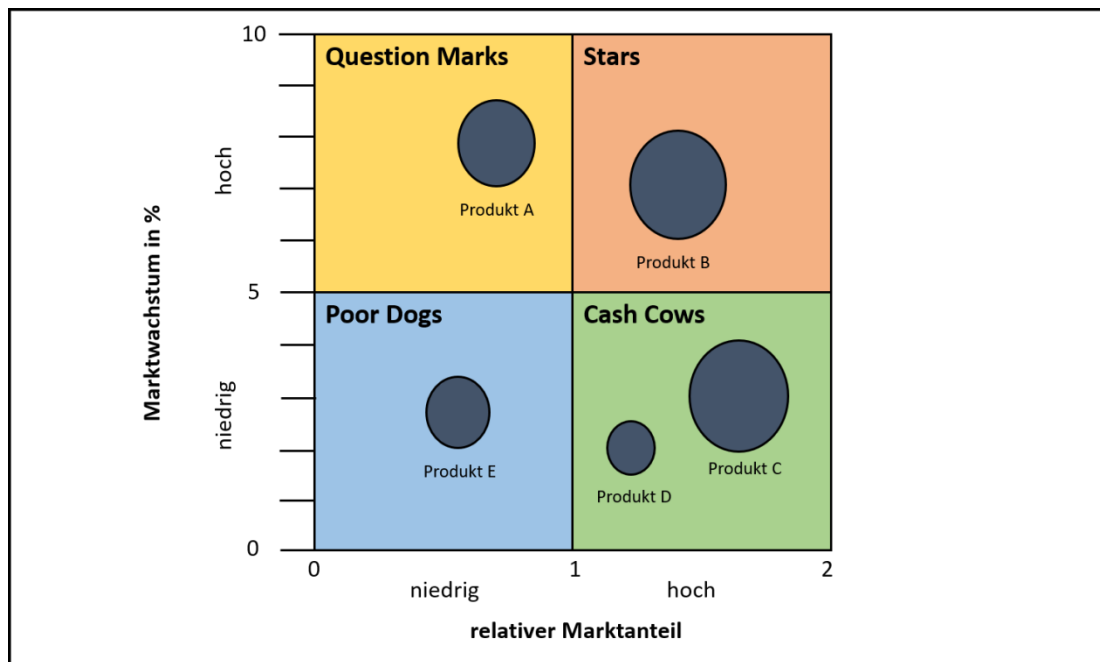 10
Question Marks
Stars
hoch
Produkt A
Produkt B
Marktwachstum in %
5
Poor Dogs
Cash Cows
niedrig
Produkt E
Produkt C
Produkt D
0
0
1
2
niedrig
hoch
relativer Marktanteil